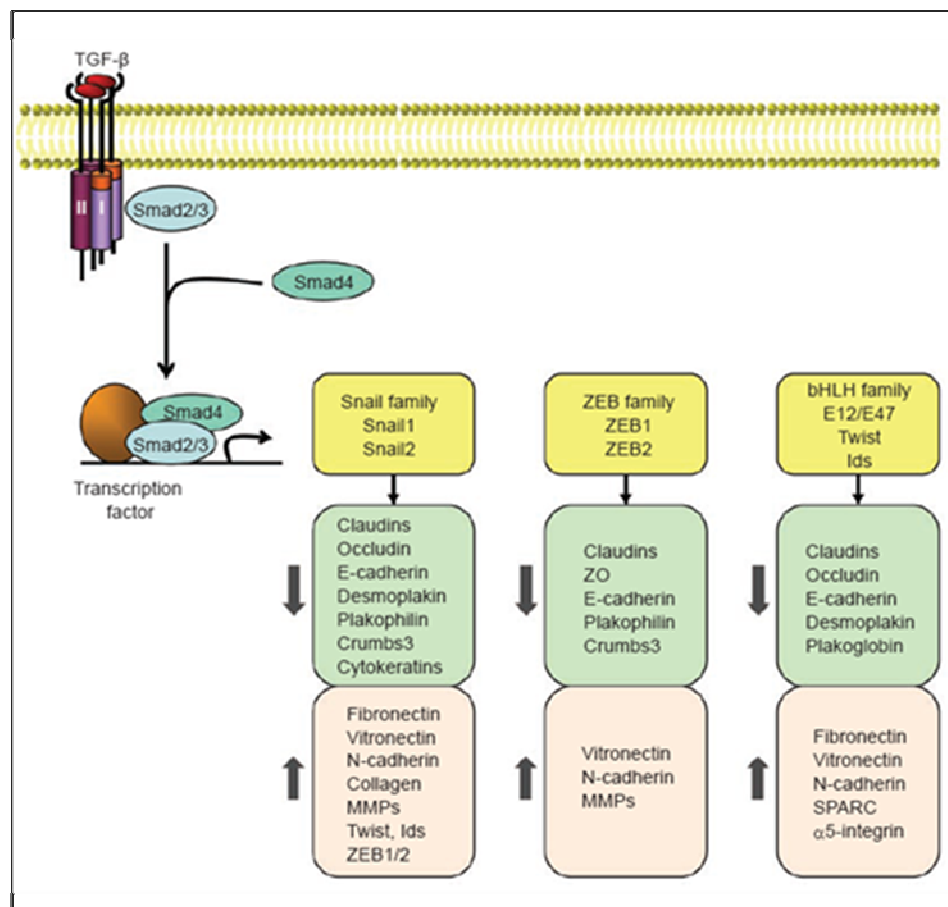 TGF-β
II
I
Smad2/3
Smad4
Smad4
Smad2/3
Transcription
factor
Snail family
Snail1
Snail2
Claudins
Occludin
E-cadherin
Desmoplakin
Plakophilin
Crumbs3
Cytokeratins
Fibronectin
Vitronectin
N-cadherin
Collagen
MMPs
Twist, Ids
ZEB1/2
ZEB family
ZEB1
ZEB2
Claudins
ZO
E-cadherin
Plakophilin
Crumbs3
Vitronectin
N-cadherin
MMPs
bHLH family
E12/E47
Twist
Ids
Claudins
Occludin
E-cadherin
Desmoplakin
Plakoglobin
Fibronectin
Vitronectin
N-cadherin
SPARC
α5-integrin